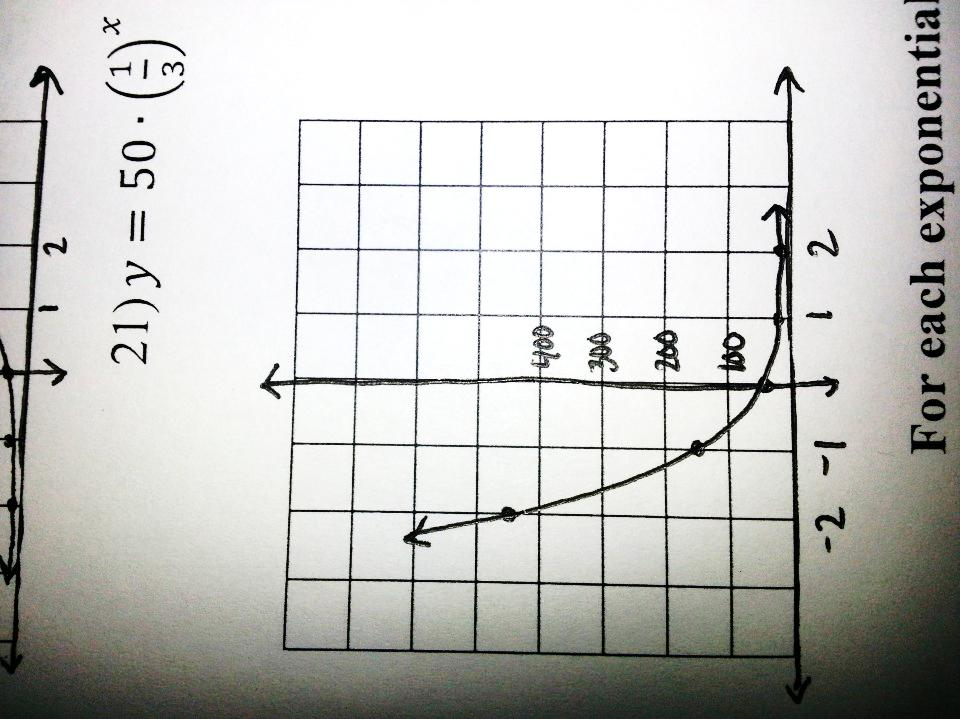 1 2
21) y = 50 · (1/3)^x
400
300
200
100
-2 -1 1 2
For each exponential